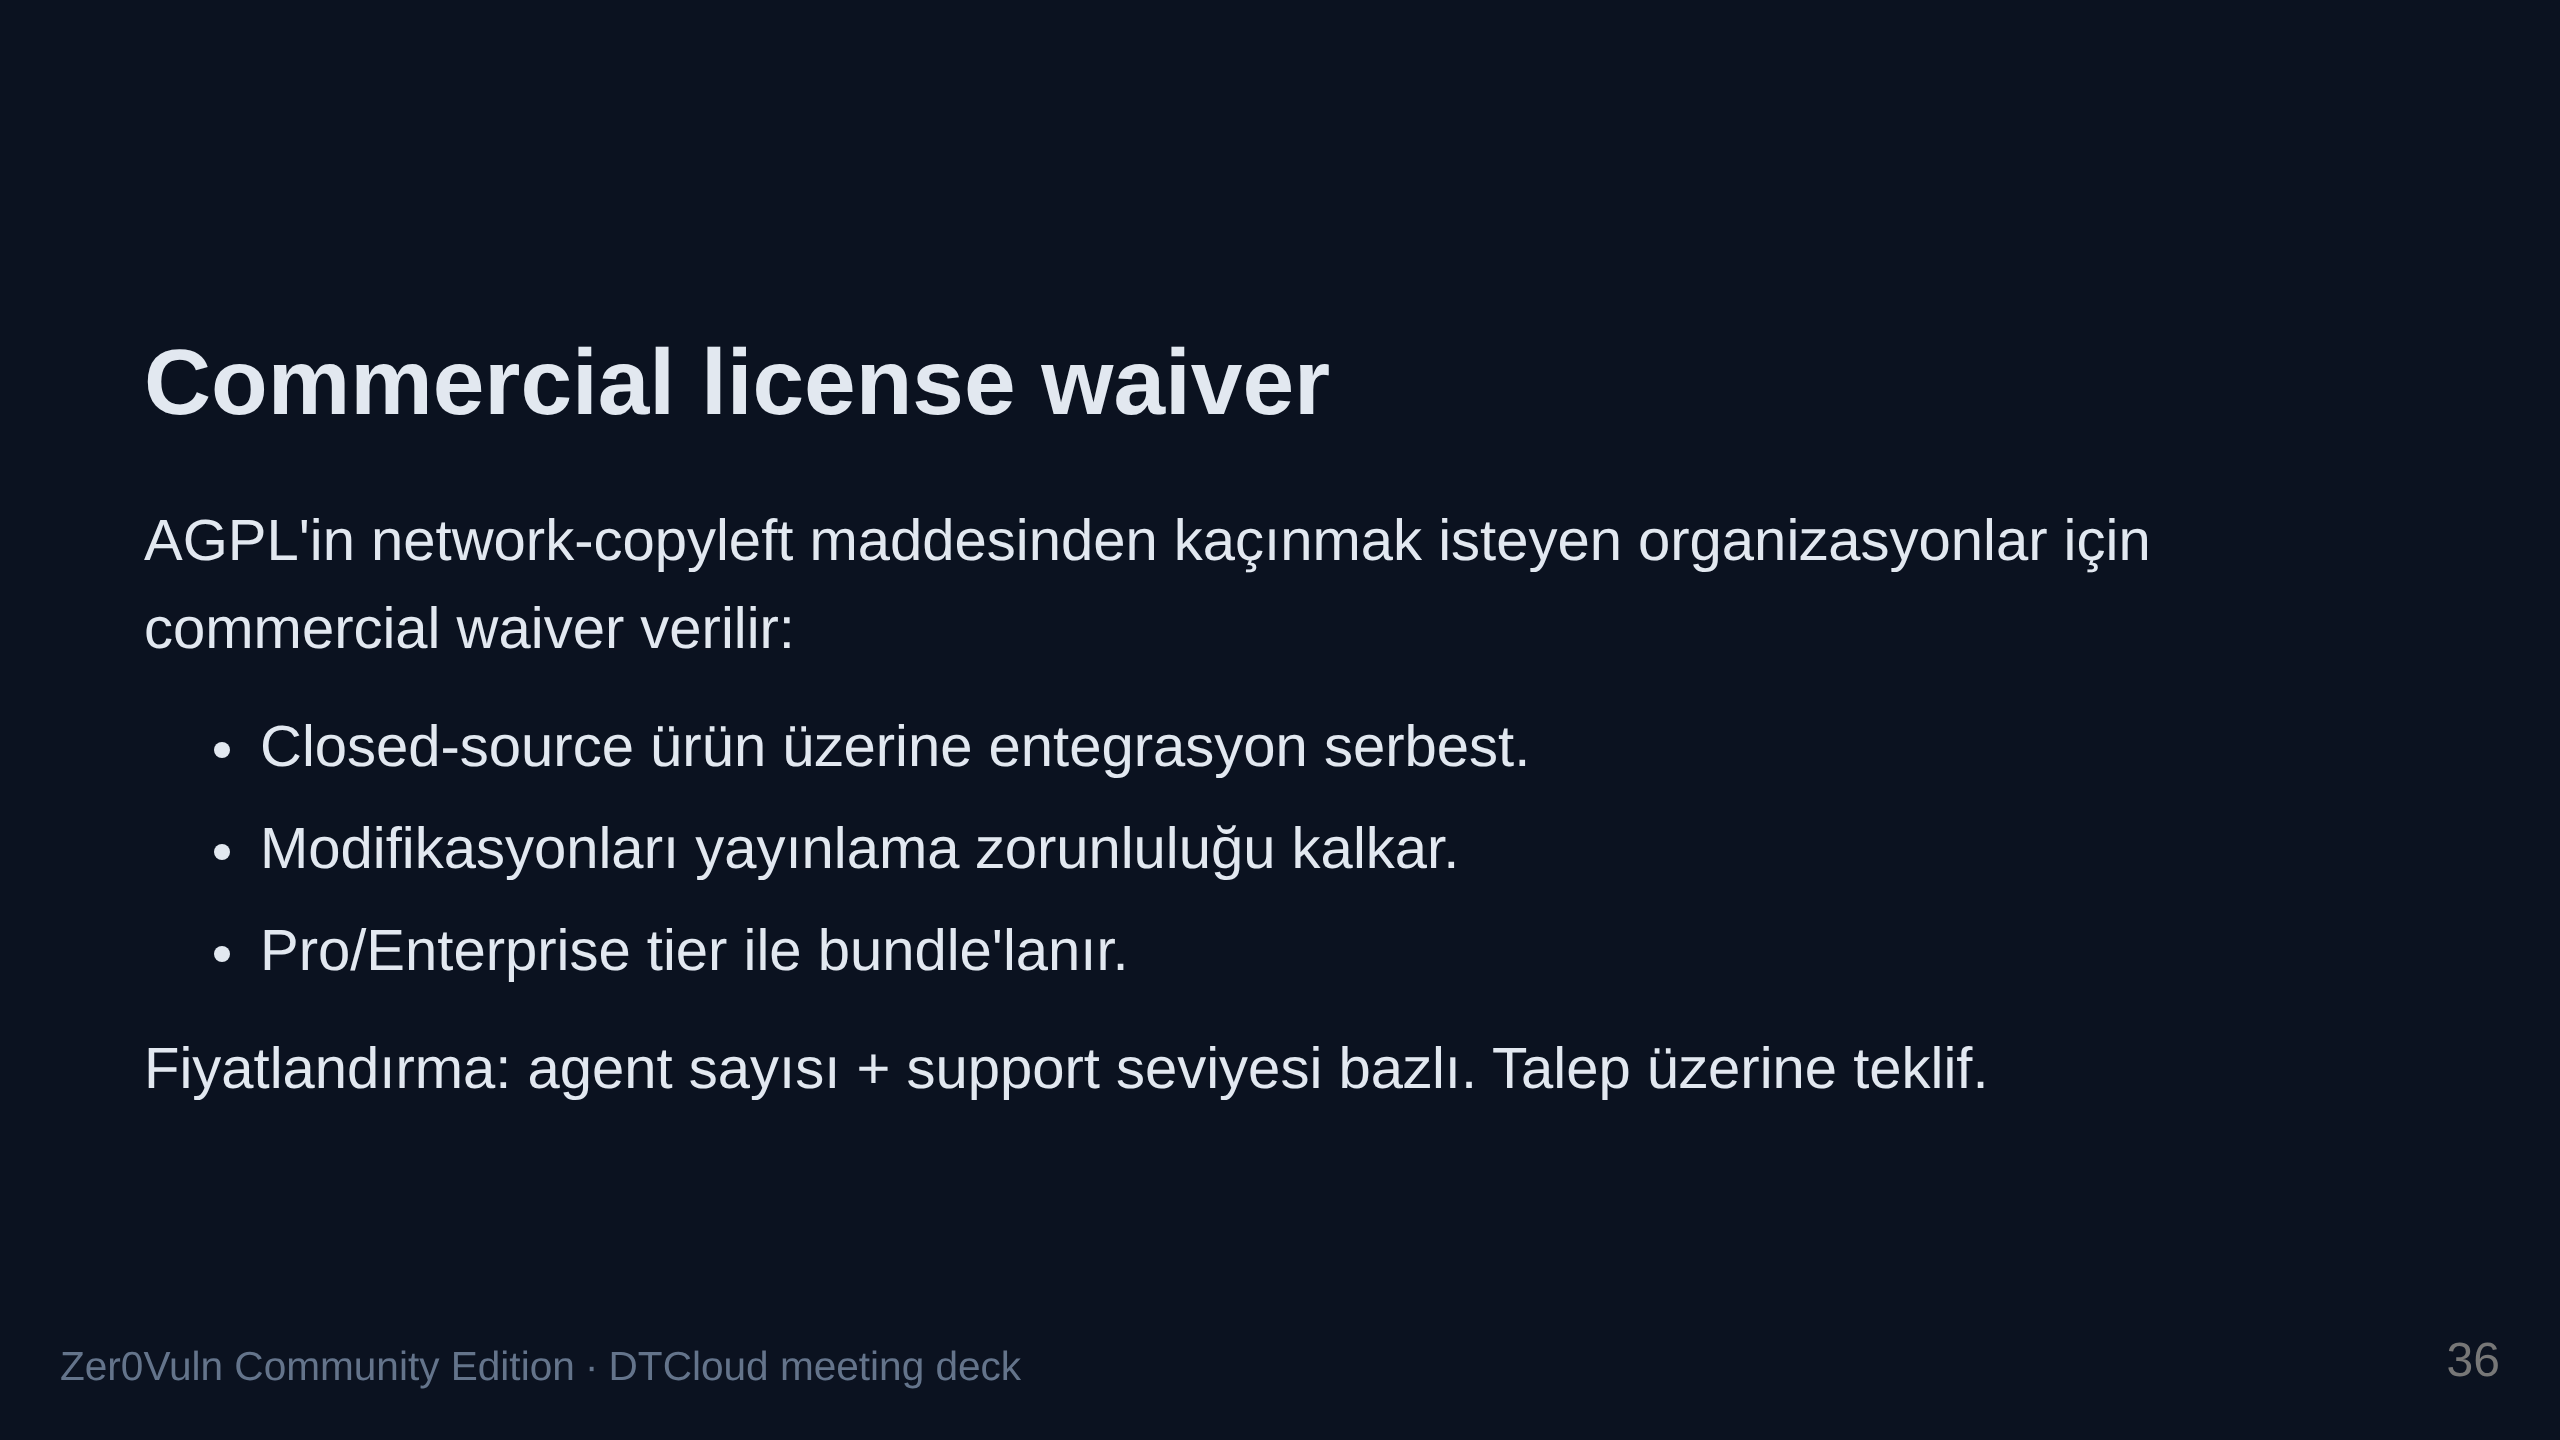 Commercial license waiver
AGPL'in network-copyleft maddesinden kaçınmak isteyen organizasyonlar için
commercial waiver verilir:
• Closed-source ürün üzerine entegrasyon serbest.
• Modifikasyonları yayınlama zorunluluğu kalkar.
• Pro/Enterprise tier ile bundle'lanır.
Fiyatlandırma: agent sayısı + support seviyesi bazlı. Talep üzerine teklif.
Zer0Vuln Community Edition · DTCloud meeting deck
36